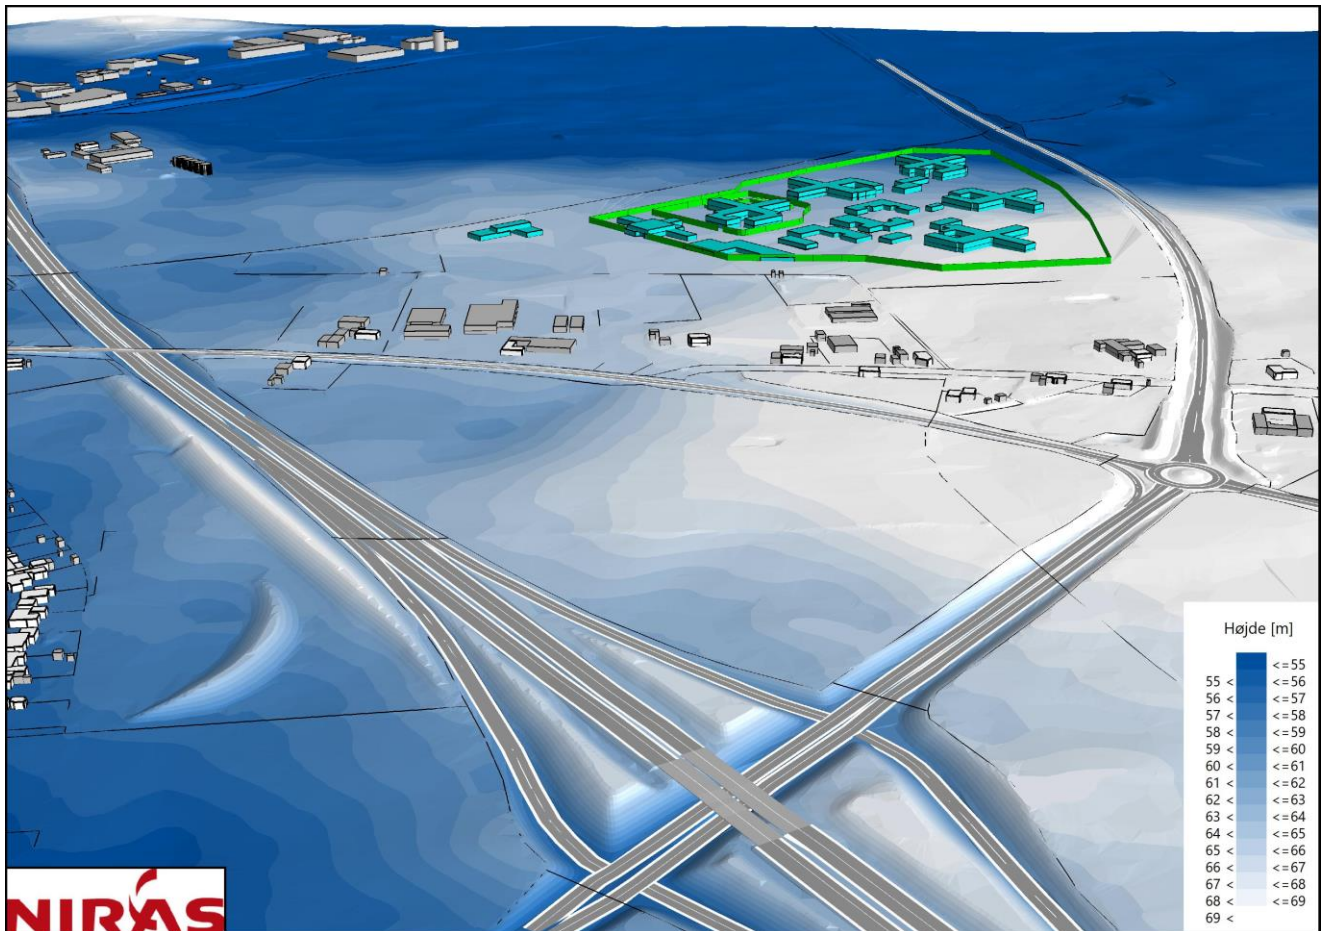 Højde [m]
<=55
55 < <=56
56 < <=57
57 < <=58
58 < <=59
59 < <=60
60 < <=61
61 < <=62
62 < <=63
63 < <=64
64 < <=65
65 < <=66
66 < <=67
67 < <=68
68 < <=69
69 <
NIRAS